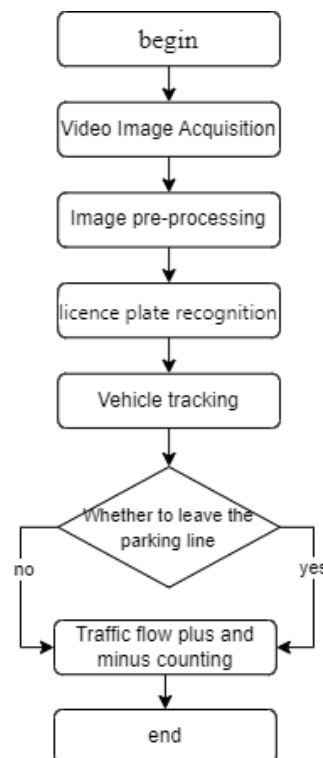 begin
Video Image Acquisition
Image pre-processing
licence plate recognition
Vehicle tracking
Whether to leave the
parking line
no
yes
Traffic flow plus and
minus counting
end